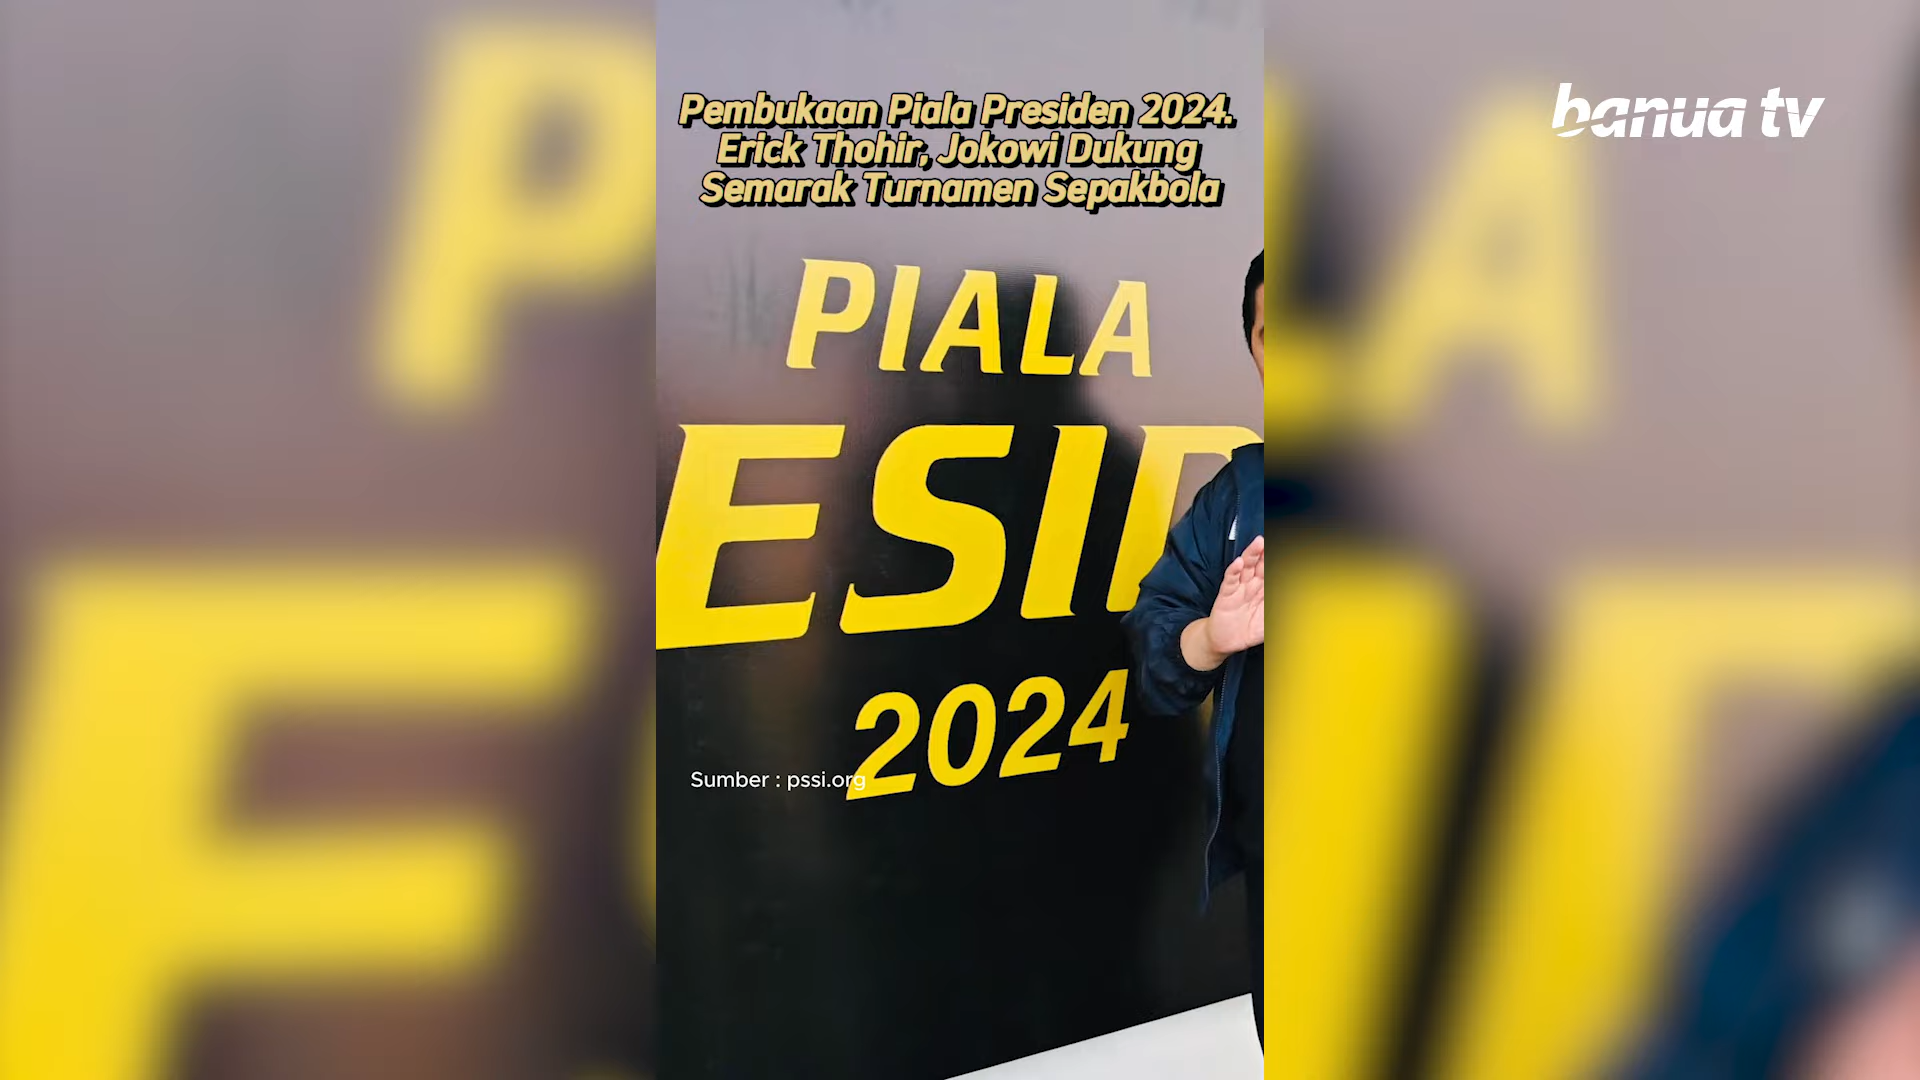 banua tv
Pembukaan Piala Presiden 2024.
Erick Thohir, Jokowi Dukung
Semarak Turnamen Sepakbola
PIALA
ESID
2024
Sumber : pssi.org